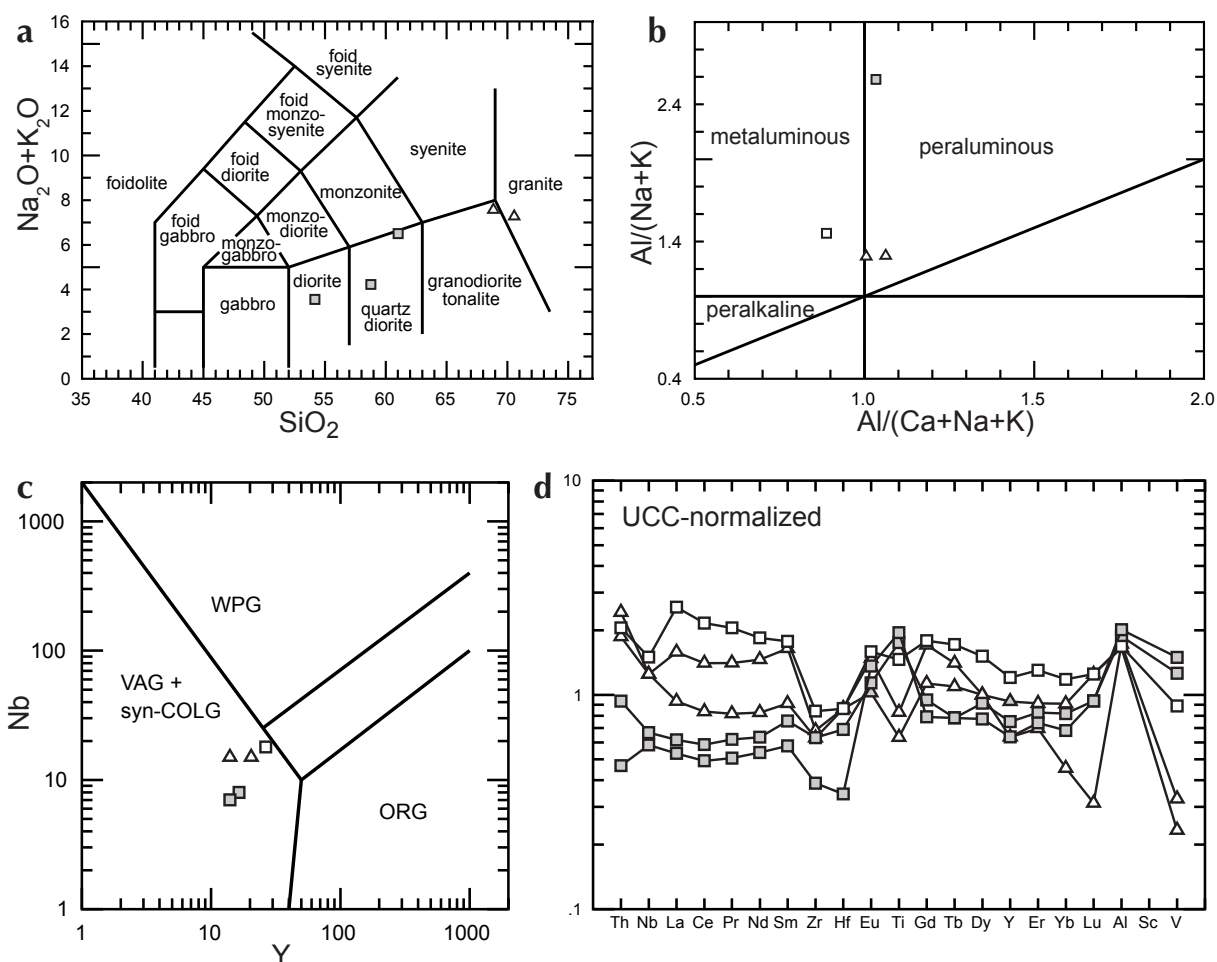 a
Na2O+K2O
16
14
12
10
8
6
4
2
0
foid
syenite
foid
monzo-
syenite
foid
diorite
syenite
foidolite
granite
monzonite
foid
gabbro
monzo-
diorite
monzo-
gabbro
gabbro
diorite
quartz
diorite
granodiorite
tonalite
35
45
50
55
60
65
70
75
SiO2
b
Al/(Na+K)
2.4
1.4
0.4
metaluminous
peraluminous
peralkaline
0.5
1.0
1.5
2.0
Al/(Ca+Na+K)
c
Nb
1000
100
10
1
WPG
VAG +
syn-COLG
ORG
1
10
100
1000
Y
d
UCC-normalized
10
1
.1
Th Nb La Ce Pr Nd Sm Zr Hf Eu Ti Gd Tb Dy Y Er Yb Lu Al Sc V